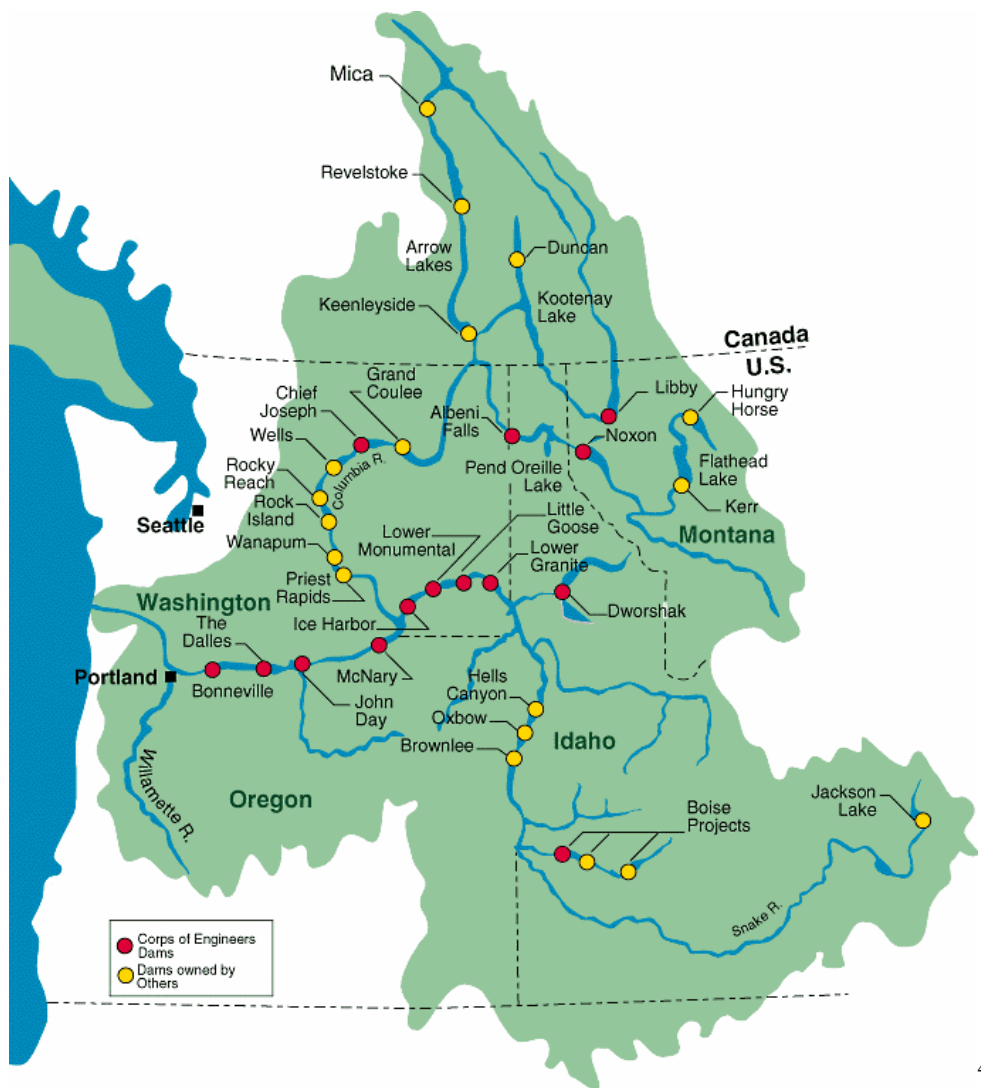 Mica
Revelstoke
Arrow
Lakes
Duncan
Keenleyside
Kootenay
Lake
Canada
U.S.
Grand
Coulee
Chief
Joseph
Libby
Hungry
Horse
Albeni
Falls
Wells
Noxon
Columbia R.
Rocky
Reach
Pend Oreille
Lake
Flathead
Lake
Rock
Island
Kerr
Seattle
Little
Goose
Lower
Monumental
Montana
Wanapum
Lower
Granite
Priest
Rapids
Washington
Ice Harbor
Dworshak
The
Dalles
Portland
Bonneville
McNary
Hells
Canyon
John
Day
Oxbow
Brownlee
Idaho
Willamette R.
Oregon
Boise
Projects
Jackson
Lake
Snake R.
Corps of Engineers
Dams
Dams owned by
Others
4